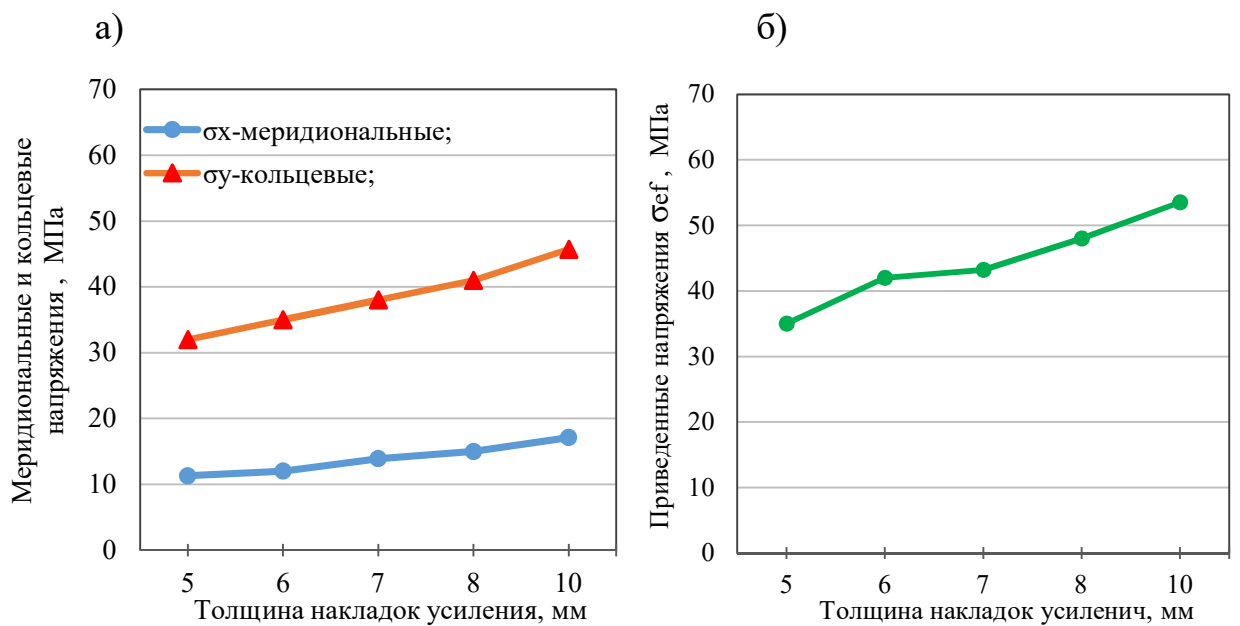 а)
Меридиональные и кольцевые
напряжения , МПа
70
60
50
40
30
20
10
0
σx-меридиональные;
σy-кольцевые;
5 6 7 8 10
Толщина накладок усиления, мм
б)
Приведенные напряжения σef , МПа
70
60
50
40
30
20
10
0
5 6 7 8 10
Толщина накладок усиленич, мм